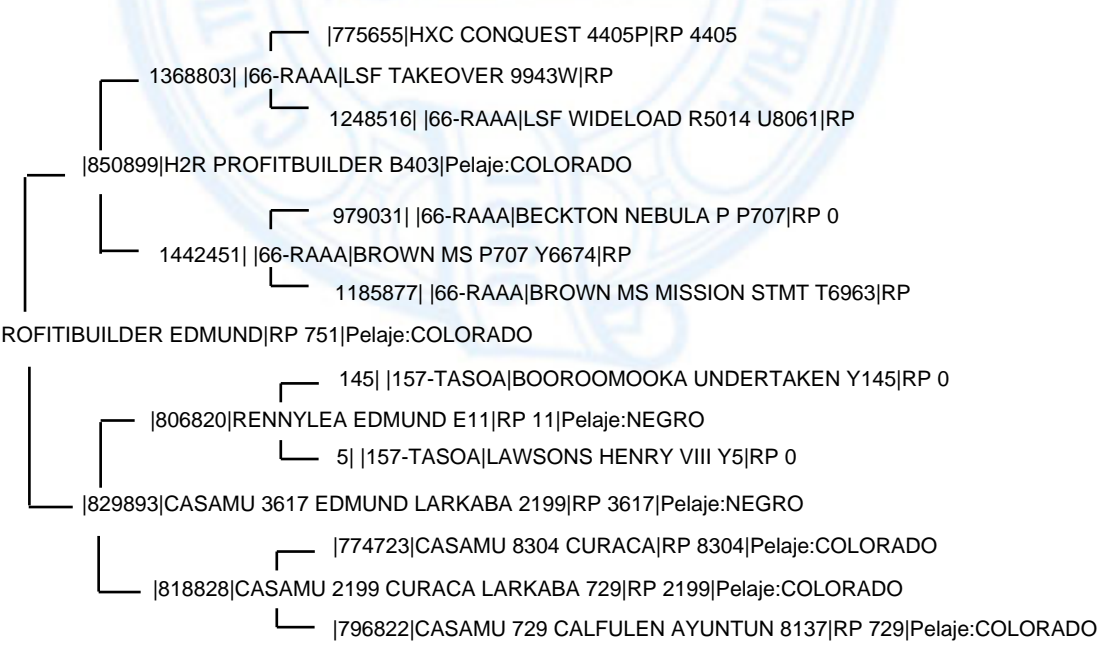 |775655|HXC CONQUEST 4405P|RP 4405
1368803| |66-RAAA|LSF TAKEOVER 9943W|RP
1248516| |66-RAAA|LSF WIDELOAD R5014 U8061|RP
|850899|H2R PROFITBUILDER B403|Pelaje:COLORADO
979031| |66-RAAA|BECKTON NEBULA P P707|RP 0
1442451| |66-RAAA|BROWN MS P707 Y6674|RP
1185877| |66-RAAA|BROWN MS MISSION STMT T6963|RP
ROFITIBUILDER EDMUND|RP 751|Pelaje:COLORADO
145| |157-TASOA|BOOROOMOOKA UNDERTAKEN Y145|RP 0
|806820|RENNYLEA EDMUND E11|RP 11|Pelaje:NEGRO
5| |157-TASOA|LAWSONS HENRY VIII Y5|RP 0
|829893|CASAMU 3617 EDMUND LARKABA 2199|RP 3617|Pelaje:NEGRO
|774723|CASAMU 8304 CURACA|RP 8304|Pelaje:COLORADO
|818828|CASAMU 2199 CURACA LARKABA 729|RP 2199|Pelaje:COLORADO
|796822|CASAMU 729 CALFULEN AYUNTUN 8137|RP 729|Pelaje:COLORADO